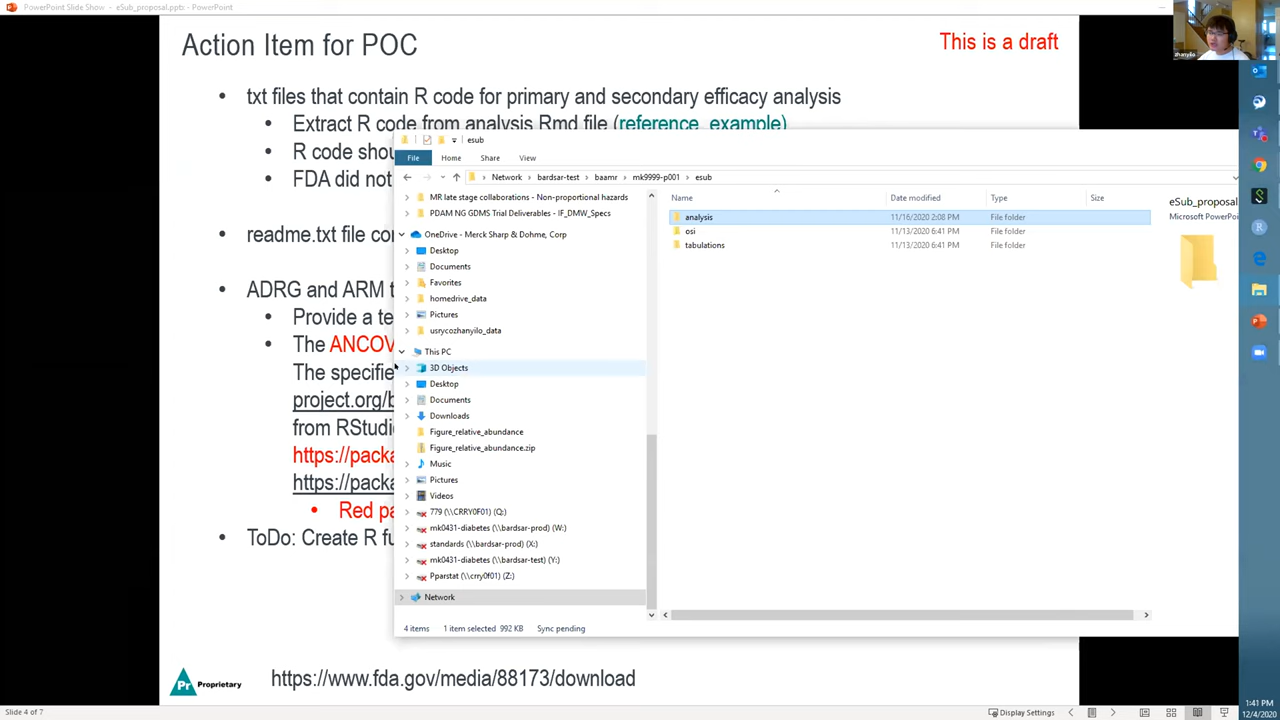 PowerPoint Slide Show - eSub_proposal.pptx - PowerPoint
Action Item for POC
This is a draft
zhanyilo
• txt files that contain R code for primary and secondary efficacy analysis
• Extract R code from analysis Rmd file (reference, example)
• R code shou
• FDA did not
• readme.txt file con
• ADRG and ARM t
• Provide a te
• The ANCOV
The specifie
project.org/b
from RStudi
https://packa
https://packa
• Red pa
• ToDo: Create R fu
Proprietary
https://www.fda.gov/media/88173/download
esub
File Home Share View
Network bardsar-test baamr mk9999-p001 esub
MR late stage collaborations - Non-proportional hazards
PDAM NG GDMS Trial Deliverables - IF_DMW_Specs
OneDrive - Merck Sharp & Dohme, Corp
Desktop
Documents
Favorites
homedrive_data
Pictures
usrycozhanyilo_data
This PC
3D Objects
Desktop
Documents
Downloads
Figure_relative_abundance
Figure_relative_abundance.zip
Music
Pictures
Videos
779 (\\CRRY0F01) (Q:)
mk0431-diabetes (\\bardsar-prod) (W:)
standards (\\bardsar-prod) (X:)
mk0431-diabetes (\\bardsar-test) (Y:)
Pparstat (\\crry0f01) (Z:)
Network
Name Date modified Type Size
analysis 11/16/2020 2:08 PM File folder
osi 11/13/2020 6:41 PM File folder
tabulations 11/13/2020 6:41 PM File folder
eSub_proposal
Microsoft PowerPoi
4 items 1 item selected 992 KB Sync pending
Slide 4 of 7
Display Settings
1:41 PM
12/4/2020